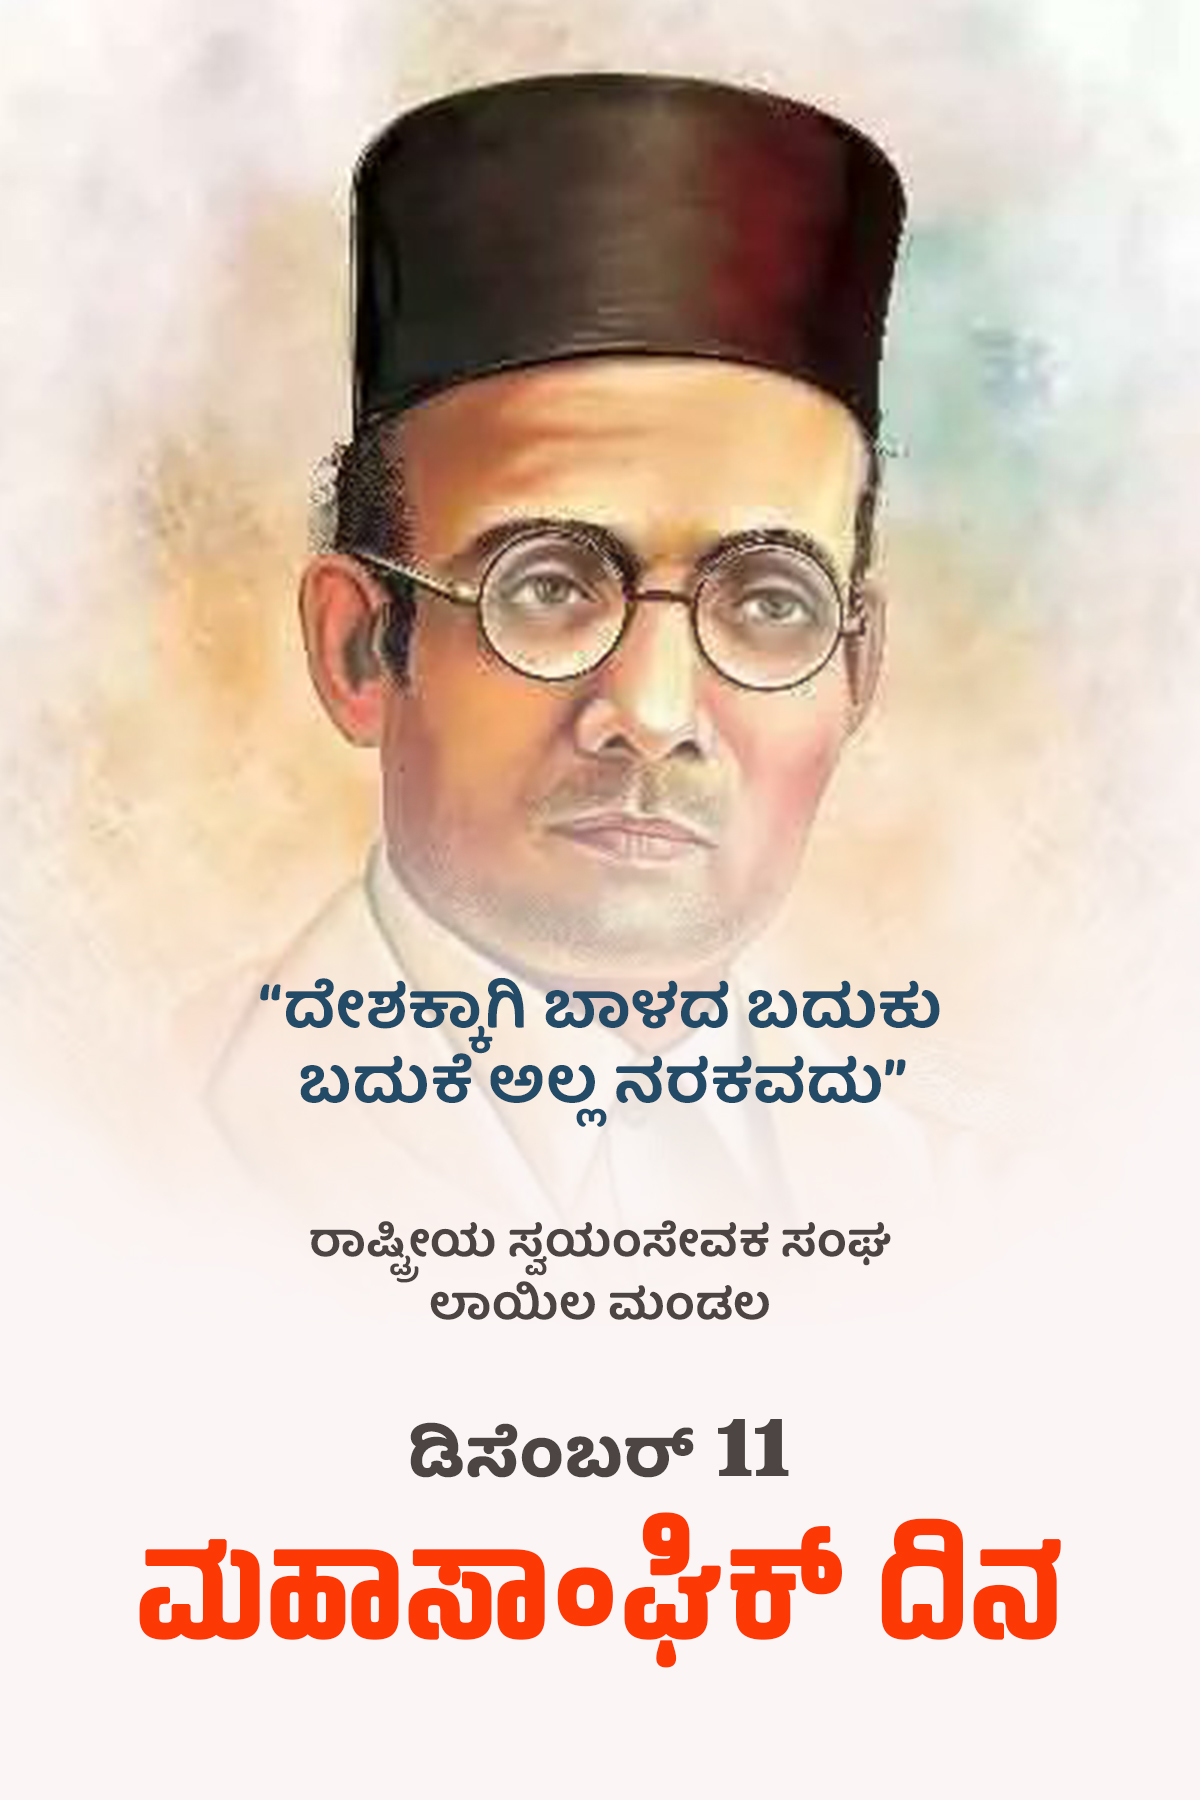 “ದೇಶಕ್ಕಾಗಿ ಬಾಳದ ಬದುಕು
ಬದುಕೆ ಅಲ್ಲ ನರಕವದು”
ರಾಷ್ಟ್ರೀಯ ಸ್ವಯಂಸೇವಕ ಸಂಘ
ಲಾಯಿಲ ಮಂಡಲ
ಡಿಸೆಂಬರ್ 11
ಮಹಾಸಾಂಘಿಕ್ ದಿನ